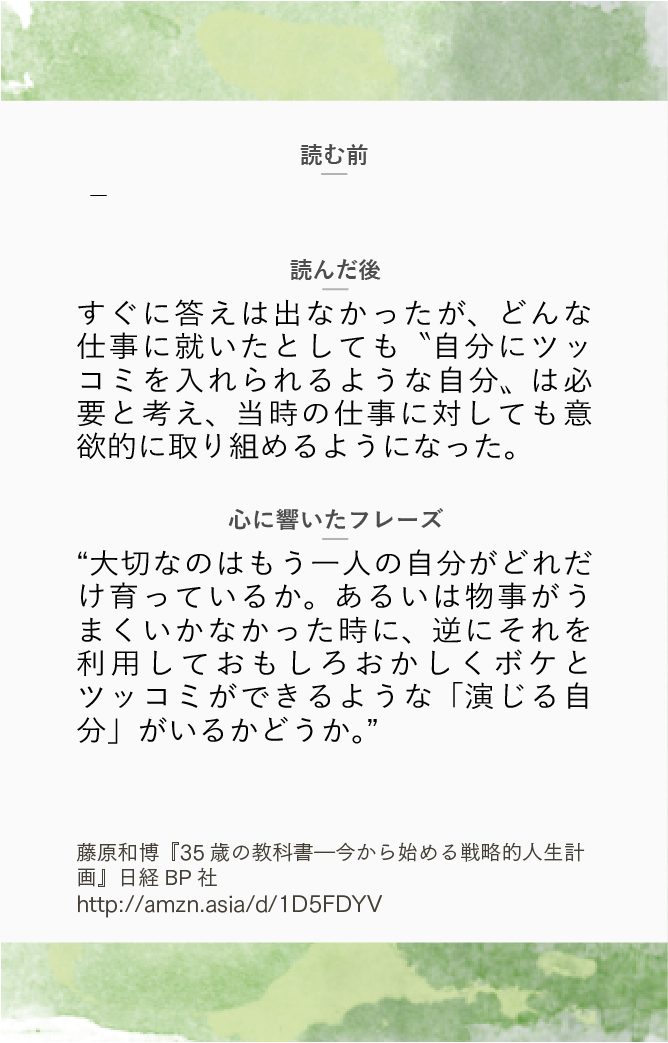 読む前
―
読んだ後
すぐに答えは出なかったが、どんな
仕事に就いたとしても〝自分にツッ
コミを入れられるような自分〟は必
要と考え、当時の仕事に対しても意
欲的に取り組めるようになった。
心に響いたフレーズ
“大切なのはもう一人の自分がどれだ
け育っているか。あるいは物事がう
まくいかなかった時に、逆にそれを
利用しておもしろおかしくボケと
ツッコミができるような「演じる自
分」がいるかどうか。”
藤原和博『35 歳の教科書―今から始める戦略的人生計
画』日経 BP 社
http://amzn.asia/d/1D5FDYV